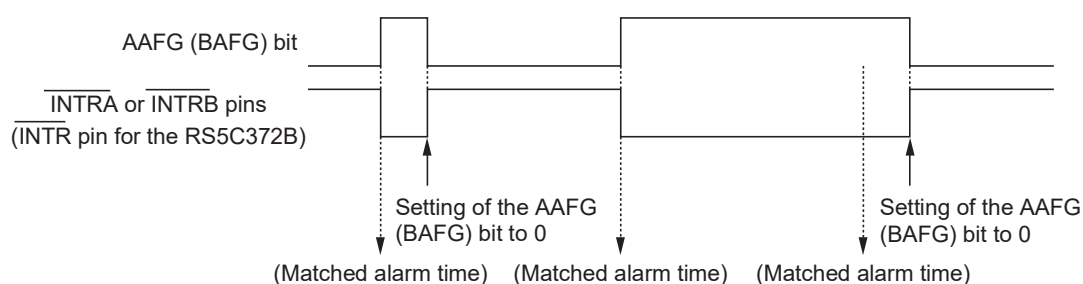 AAFG (BAFG) bit
INTRA or INTRB pins
(INTR pin for the RS5C372B)
Setting of the AAFG
(BAFG) bit to 0
Setting of the AAFG
(BAFG) bit to 0
(Matched alarm time) (Matched alarm time) (Matched alarm time)